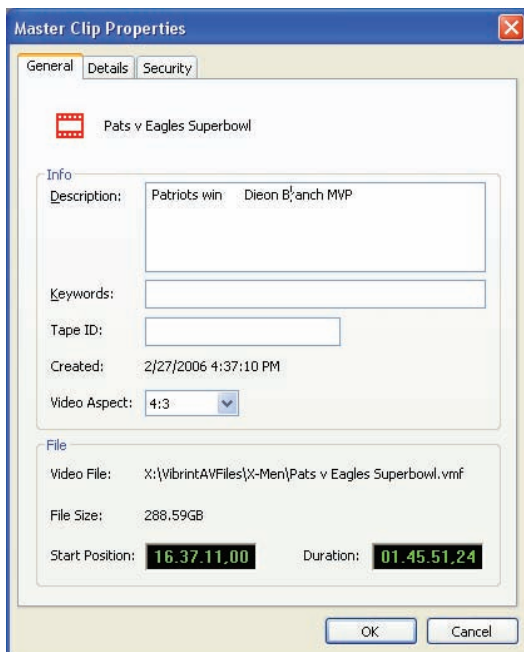 Master Clip Properties
General Details Security
Pats v Eagles Superbowl
Info
Description: Patriots win Dieon Branch MVP
Keywords:
Tape ID:
Created: 2/27/2006 4:37:10 PM
Video Aspect: 4:3
File
Video File: X:\VibrintAVFiles\X-Men\Pats v Eagles Superbowl.vmf
File Size: 288.59GB
Start Position: 16.37.11,00 Duration: 01.45.51,24
OK Cancel